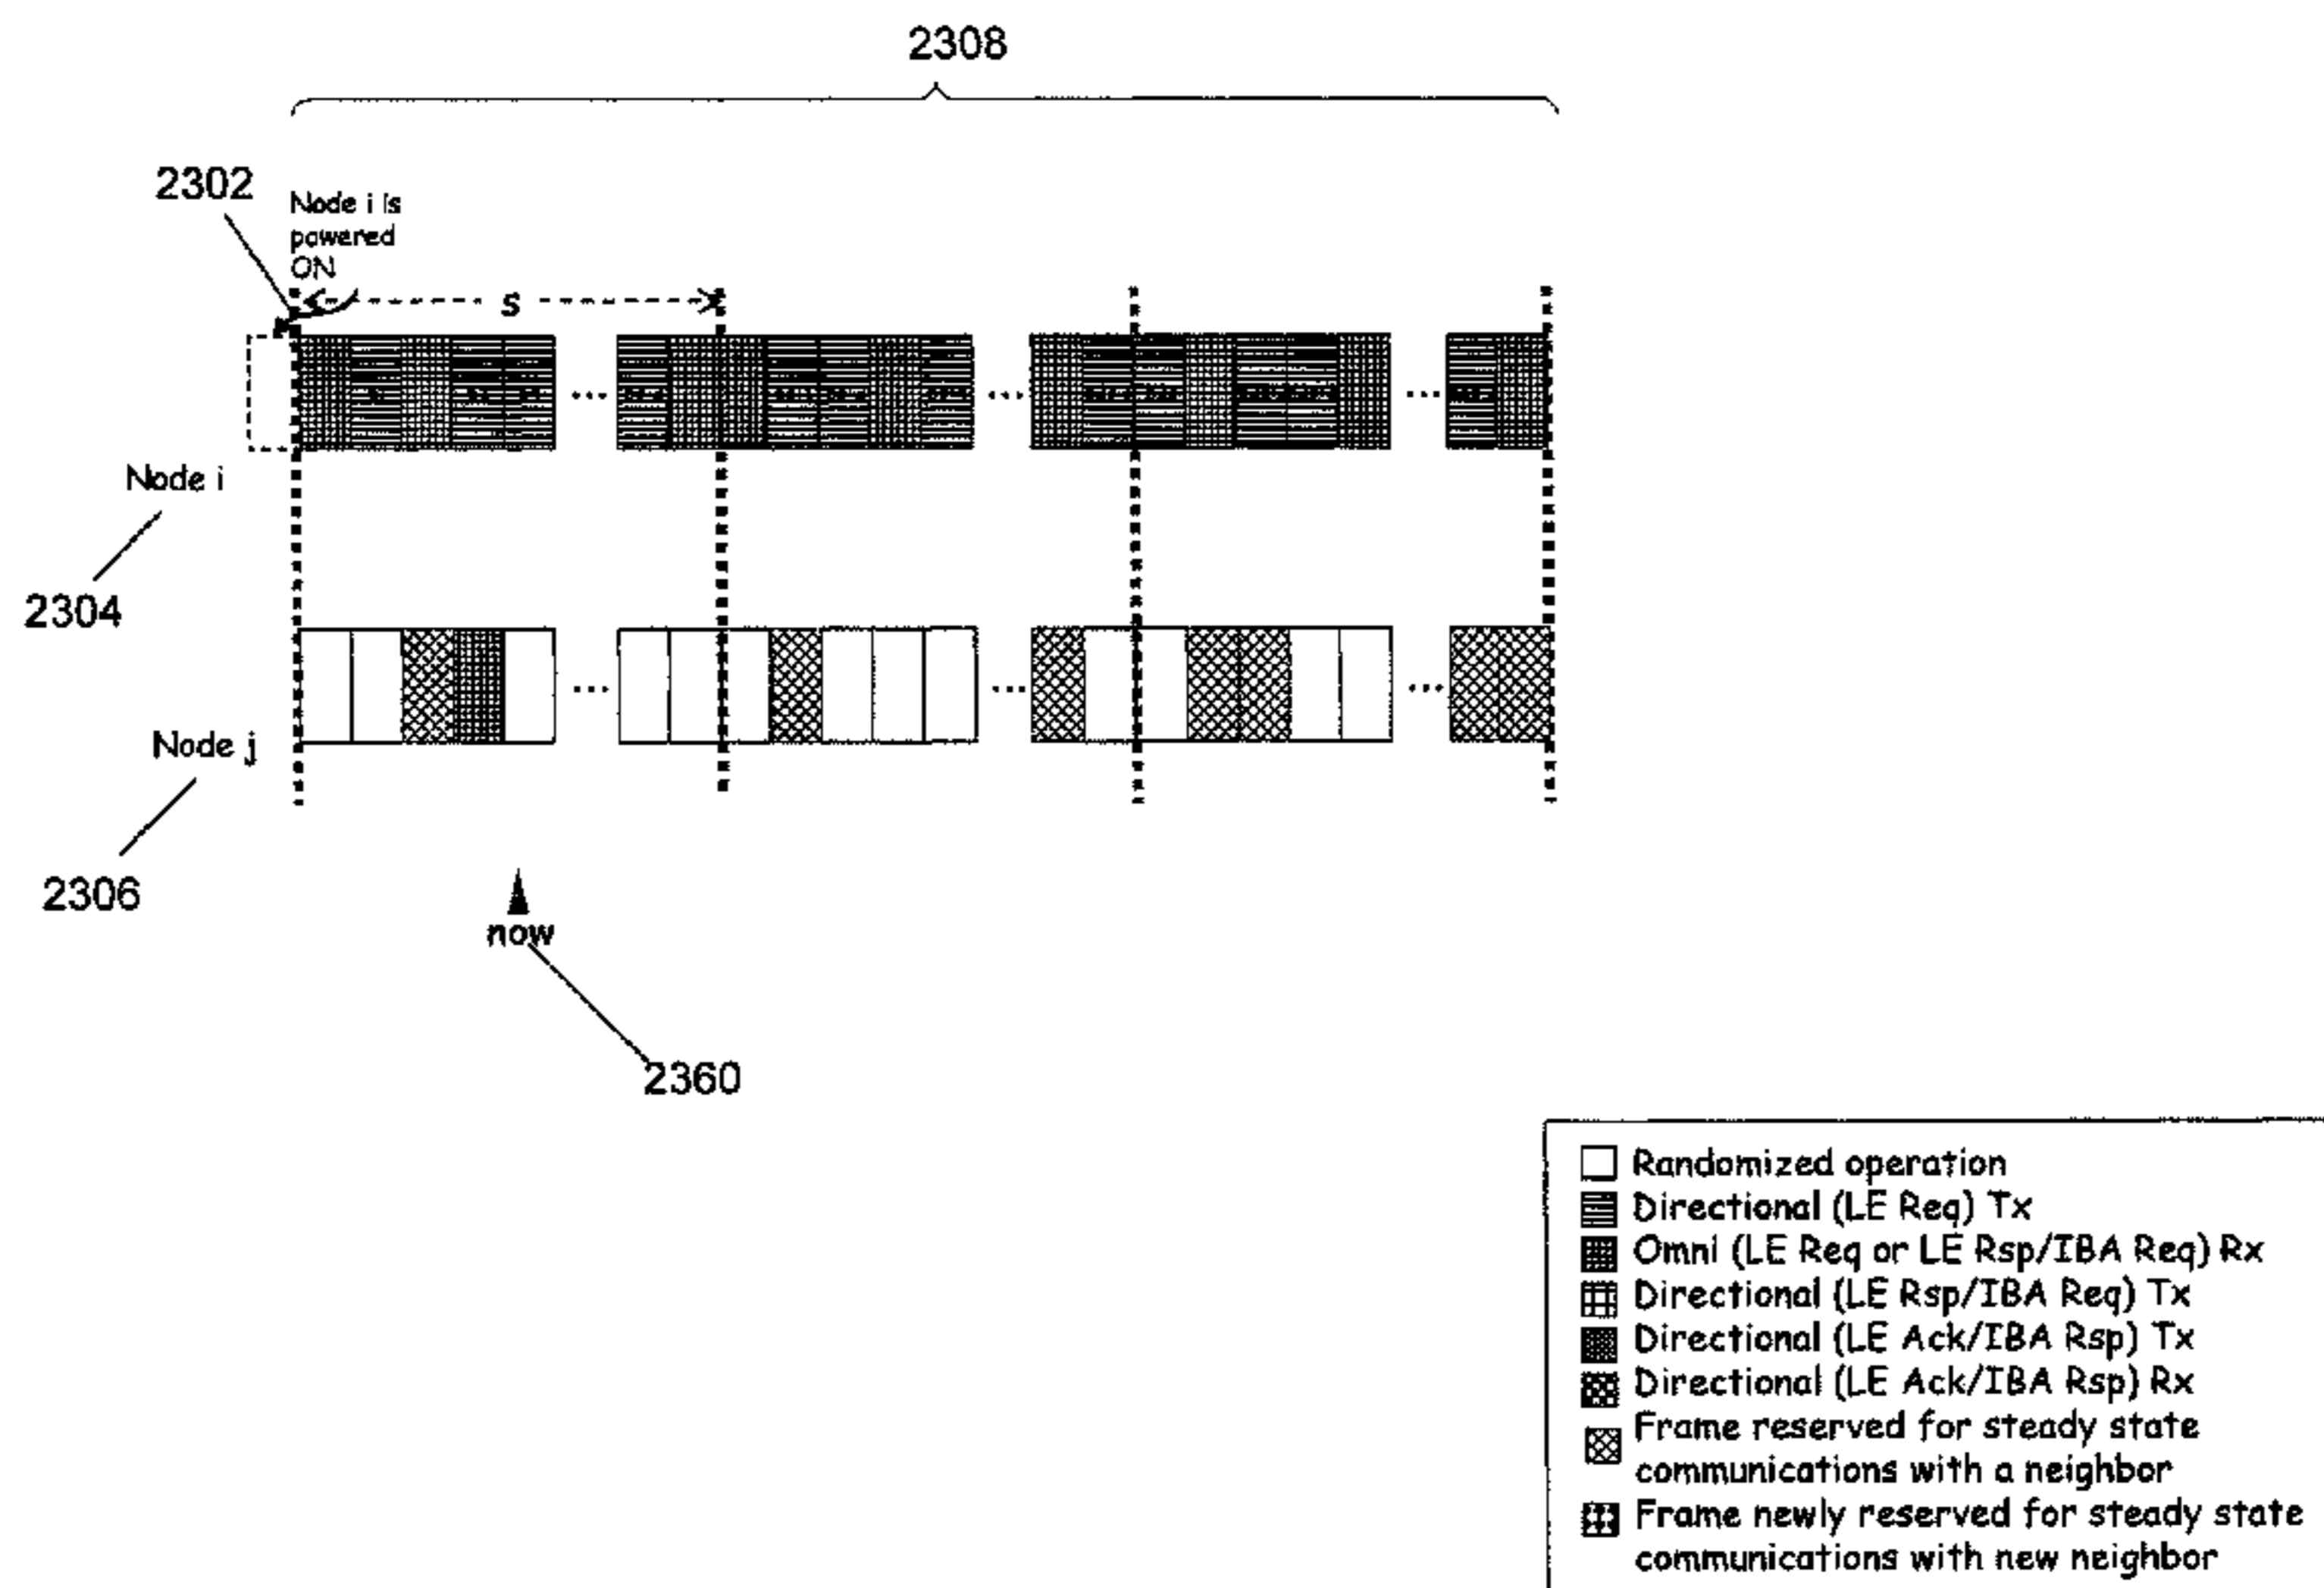 2308
2302
Node i is
powered
ON
s
...
...
...
Node i
2304
...
...
...
Node j
2306
now
2360
Randomized operation
Directional (LE Req) Tx
Omni (LE Req or LE Rsp/IBA Req) Rx
Directional (LE Rsp/IBA Req) Tx
Directional (LE Ack/IBA Rsp) Tx
Directional (LE Ack/IBA Rsp) Rx
Frame reserved for steady state
communications with a neighbor
Frame newly reserved for steady state
communications with new neighbor